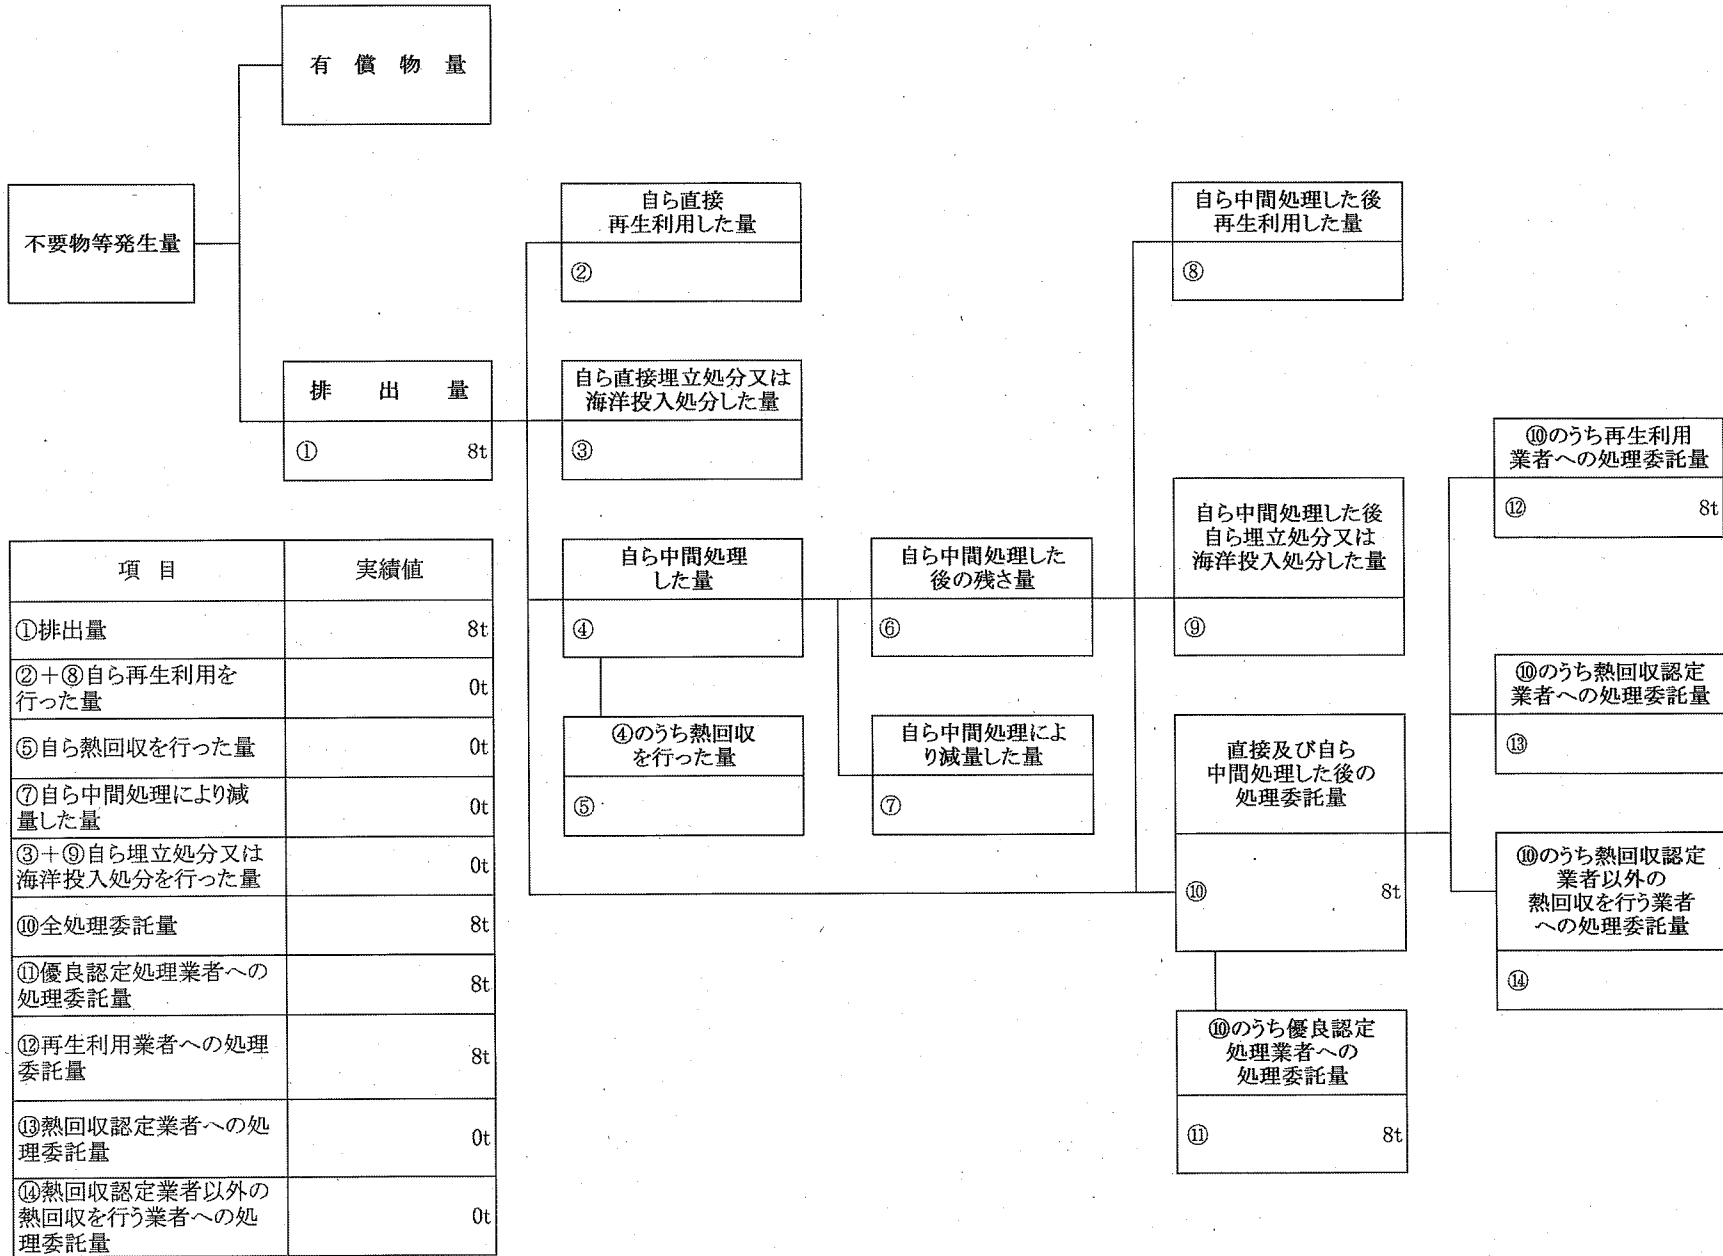 有償物量
不要物等発生量
自ら直接
再生利用した量
②
自ら中間処理した後
再生利用した量
⑧
排出量
① 8t
自ら直接埋立処分又は
海洋投入処分した量
③
⑩のうち再生利用
業者への処理委託量
⑫ 8t
自ら中間処理
した量
④
自ら中間処理した
後の残さ量
⑥
自ら中間処理した後
自ら埋立処分又は
海洋投入処分した量
⑨
④のうち熱回収
を行った量
⑤
自ら中間処理によ
り減量した量
⑦
直接及び自ら
中間処理した後の
処理委託量
⑩ 8t
⑩のうち熱回収認定
業者への処理委託量
⑬
⑩のうち熱回収認定
業者以外の
熱回収を行う業者
への処理委託量
⑭
⑩のうち優良認定
処理業者への
処理委託量
⑪ 8t
項目 実績値
①排出量 8t
②+⑧自ら再生利用を
行った量 0t
⑤自ら熱回収を行った量 0t
⑦自ら中間処理により減
量した量 0t
③+⑨自ら埋立処分又は
海洋投入処分を行った量 0t
⑩全処理委託量 8t
⑪優良認定処理業者への
処理委託量 8t
⑫再生利用業者への処理
委託量 8t
⑬熱回収認定業者への処
理委託量 0t
⑭熱回収認定業者以外の
熱回収を行う業者への処
理委託量 0t